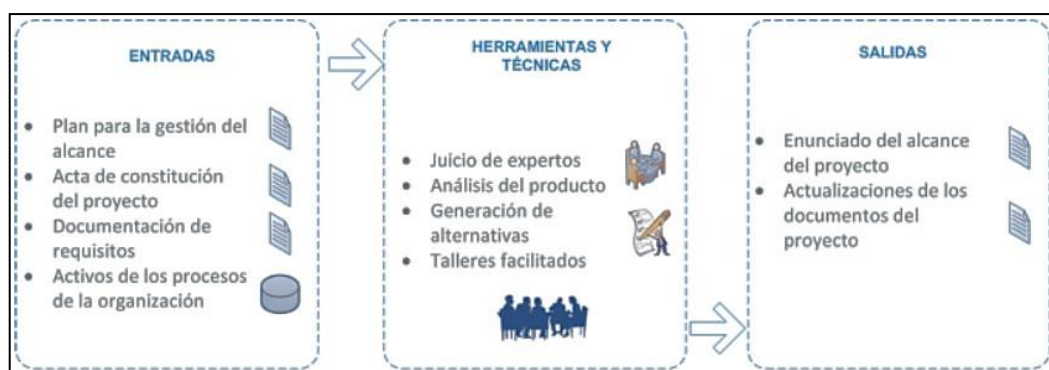 ENTRADAS
• Plan para la gestión del
alcance
• Acta de constitución
del proyecto
• Documentación de
requisitos
• Activos de los procesos
de la organización
HERRAMIENTAS Y
TÉCNICAS
• Juicio de expertos
• Análisis del producto
• Generación de
alternativas
• Talleres facilitados
SALIDAS
• Enunciado del alcance
del proyecto
• Actualizaciones de los
documentos del
proyecto